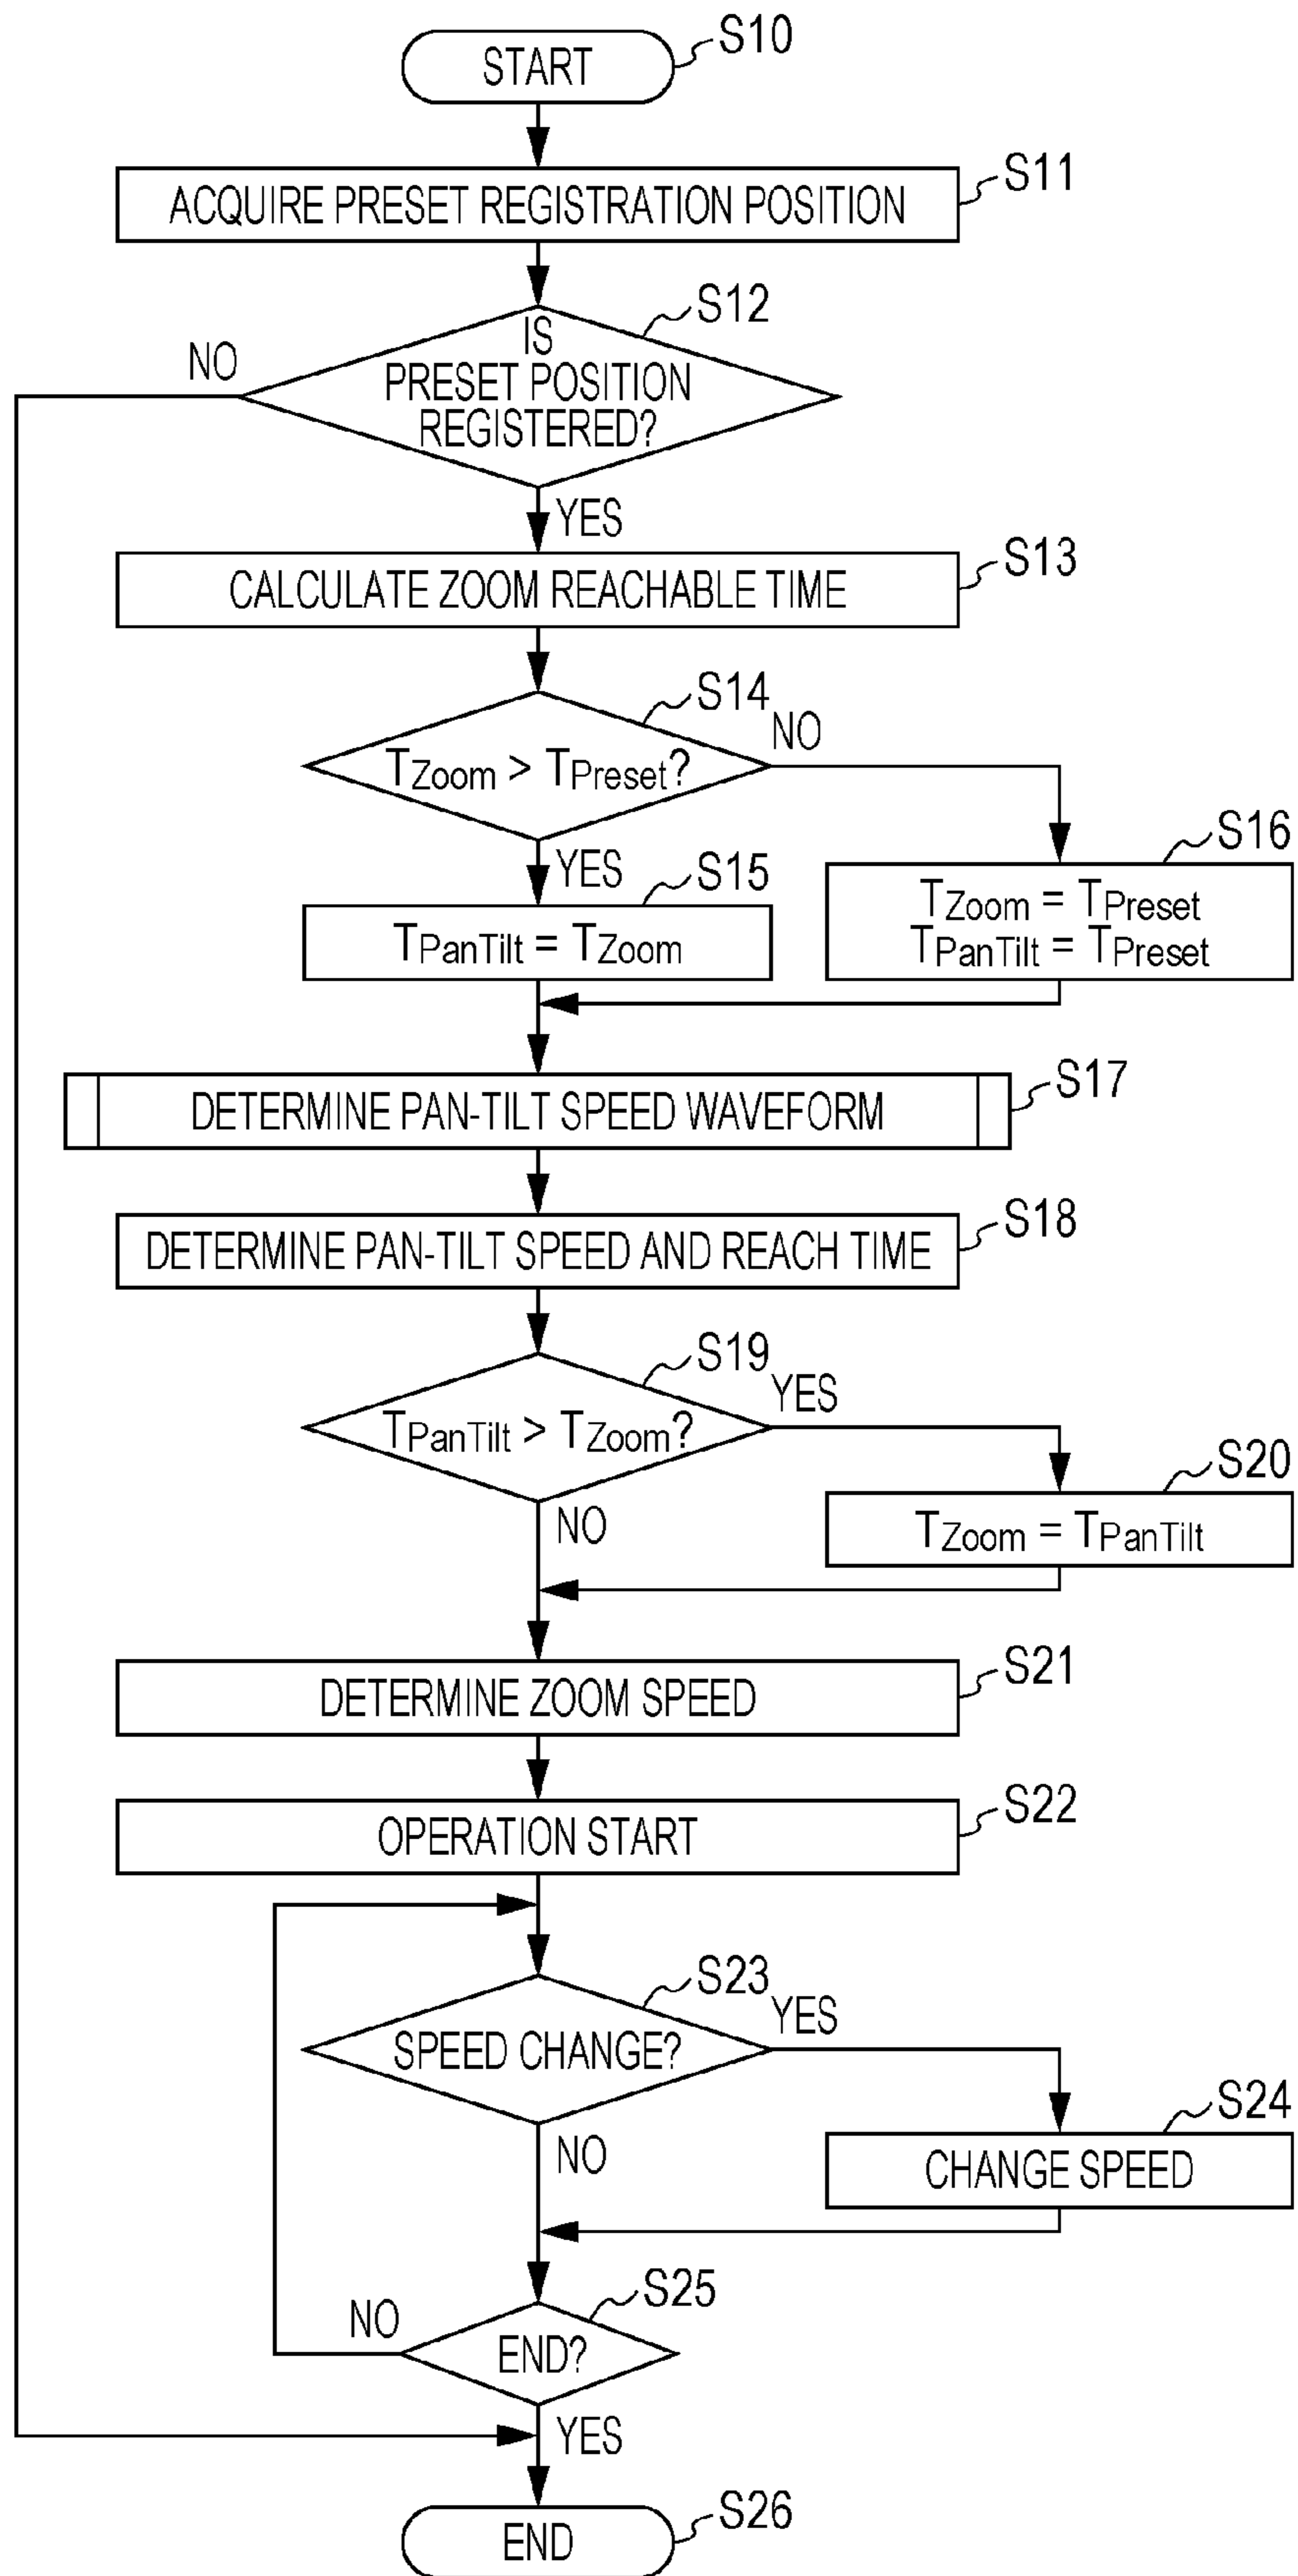 START
S10
ACQUIRE PRESET REGISTRATION POSITION
S11
S12
NO
IS
PRESET POSITION
REGISTERED?
YES
CALCULATE ZOOM REACHABLE TIME
S13
S14
NO
TZoom > TPreset?
YES
S15
S16
TPanTilt = TZoom
TZoom = TPreset
TPanTilt = TPreset
DETERMINE PAN-TILT SPEED WAVEFORM
S17
DETERMINE PAN-TILT SPEED AND REACH TIME
S18
S19
YES
TPanTilt > TZoom?
NO
S20
TZoom = TPanTilt
DETERMINE ZOOM SPEED
S21
OPERATION START
S22
S23
YES
SPEED CHANGE?
NO
S24
CHANGE SPEED
S25
NO
END?
YES
END
S26